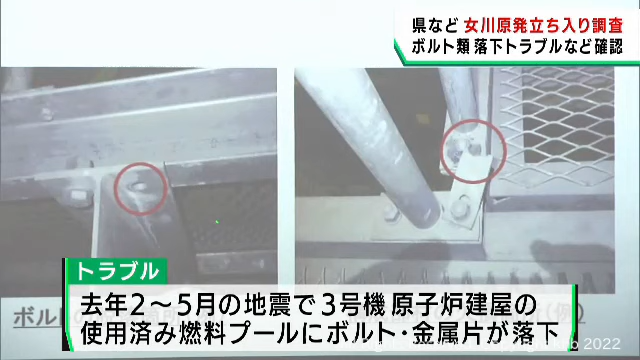 県など 女川原発立ち入り調査
ボルト類 落下トラブルなど確認
トラブル
去年2～5月の地震で3号機 原子炉建屋の
使用済み燃料プールにボルト・金属片が落下